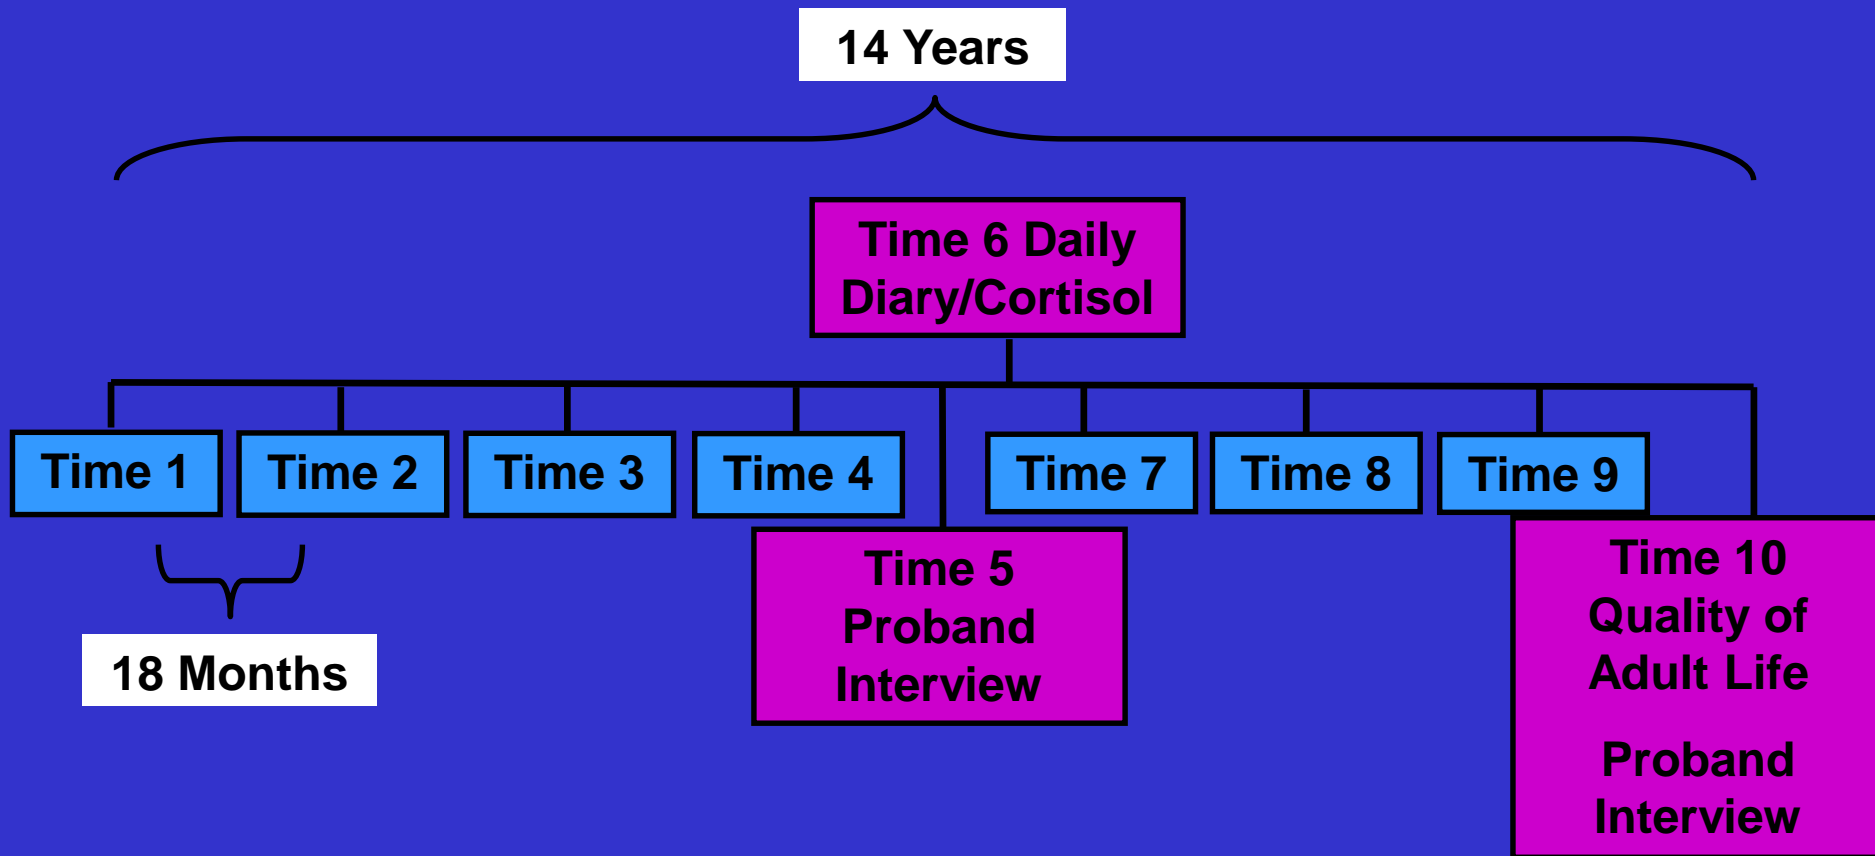 14 Years
Time 6 Daily
Diary/Cortisol
Time 1
Time 2
Time 3
Time 4
Time 7
Time 8
Time 9
18 Months
Time 5
Proband
Interview
Time 10
Quality of
Adult Life
Proband
Interview